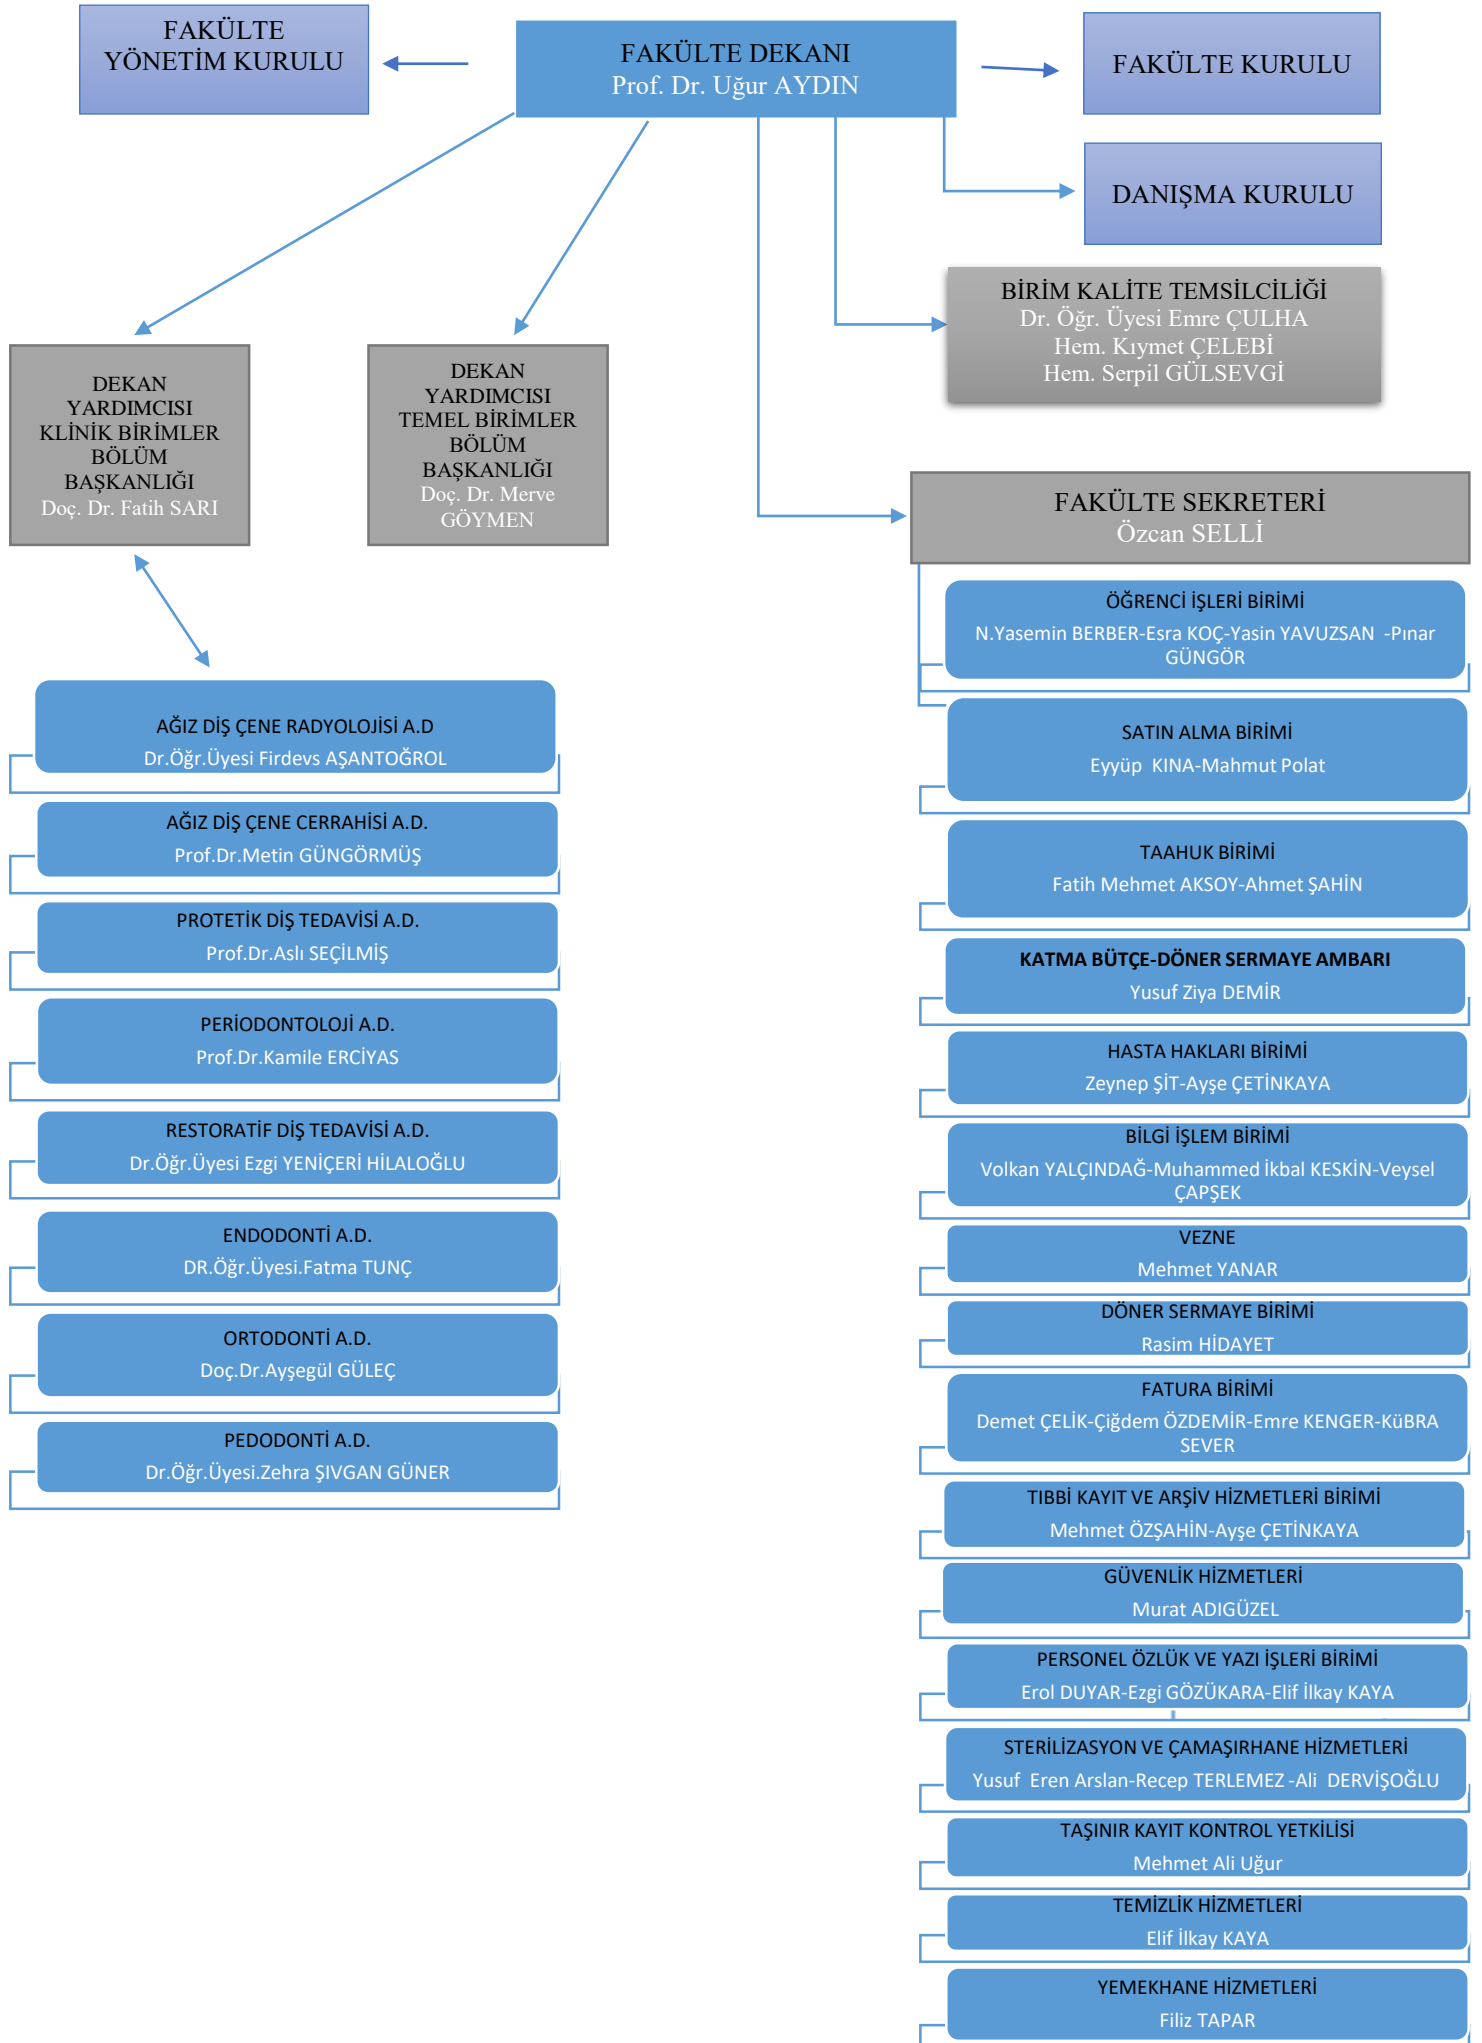 FAKÜLTE
YÖNETİM KURULU
FAKÜLTE DEKANI
Prof. Dr. Uğur AYDIN
FAKÜLTE KURULU
DANIŞMA KURULU
BİRİM KALİTE TEMSİLCİLİĞİ
Dr. Öğr. Üyesi Emre ÇULHA
Hem. Kıymet ÇELEBİ
Hem. Serpil GÜLSEVGİ
DEKAN
YARDIMCISI
KLİNİK BİRİMLER
BÖLÜM
BAŞKANLIĞI
Doç. Dr. Fatih SARI
DEKAN
YARDIMCISI
TEMEL BİRİMLER
BÖLÜM
BAŞKANLIĞI
Doç. Dr. Merve
GÖYMEN
FAKÜLTE SEKRETERİ
Özcan SELLİ
AĞIZ DİŞ ÇENE RADYOLOJİSİ A.D
Dr.Öğr.Üyesi Firdevs AŞANTOĞROL
AĞIZ DİŞ ÇENE CERRAHİSİ A.D.
Prof.Dr.Metin GÜNGÖRMÜŞ
PROTETİK DİŞ TEDAVİSİ A.D.
Prof.Dr.Aslı SEÇİLMİŞ
PERİODONTOLOJİ A.D.
Prof.Dr.Kamile ERCİYAS
RESTORATİF DİŞ TEDAVİSİ A.D.
Dr.Öğr.Üyesi Ezgi YENİÇERİ HİLALOĞLU
ENDODONTİ A.D.
DR.Öğr.Üyesi.Fatma TUNÇ
ORTODONTİ A.D.
Doç.Dr.Ayşegül GÜLEÇ
PEDODONTİ A.D.
Dr.Öğr.Üyesi.Zehra ŞIVGAN GÜNER
ÖĞRENCİ İŞLERİ BİRİMİ
N.Yasemin BERBER-Esra KOÇ-Yasin YAVUZSAN  -Pınar
GÜNGÖR
SATIN ALMA BİRİMİ
Eyyüp  KINA-Mahmut Polat
TAAHUK BİRİMİ
Fatih Mehmet AKSOY-Ahmet ŞAHİN
KATMA BÜTÇE-DÖNER SERMAYE AMBARI
Yusuf Ziya DEMİR
HASTA HAKLARI BİRİMİ
Zeynep ŞİT-Ayşe ÇETİNKAYA
BİLGİ İŞLEM BİRİMİ
Volkan YALÇINDAĞ-Muhammed İkbal KESKİN-Veysel
ÇAPŞEK
VEZNE
Mehmet YANAR
DÖNER SERMAYE BİRİMİ
Rasim HİDAYET
FATURA BİRİMİ
Demet ÇELİK-Çiğdem ÖZDEMİR-Emre KENGER-KüBRA
SEVER
TIBBİ KAYIT VE ARŞİV HİZMETLERİ BİRİMİ
Mehmet ÖZŞAHİN-Ayşe ÇETİNKAYA
GÜVENLİK HİZMETLERİ
Murat ADIGÜZEL
PERSONEL ÖZLÜK VE YAZI İŞLERİ BİRİMİ
Erol DUYAR-Ezgi GÖZÜKARA-Elif İlkay KAYA
STERİLİZASYON VE ÇAMAŞIRHANE HİZMETLERİ
Yusuf  Eren Arslan-Recep TERLEMEZ -Ali  DERVİŞOĞLU
TAŞINIR KAYIT KONTROL YETKİLİSİ
Mehmet Ali Uğur
TEMİZLİK HİZMETLERİ
Elif İlkay KAYA
YEMEKHANE HİZMETLERİ
Filiz TAPAR